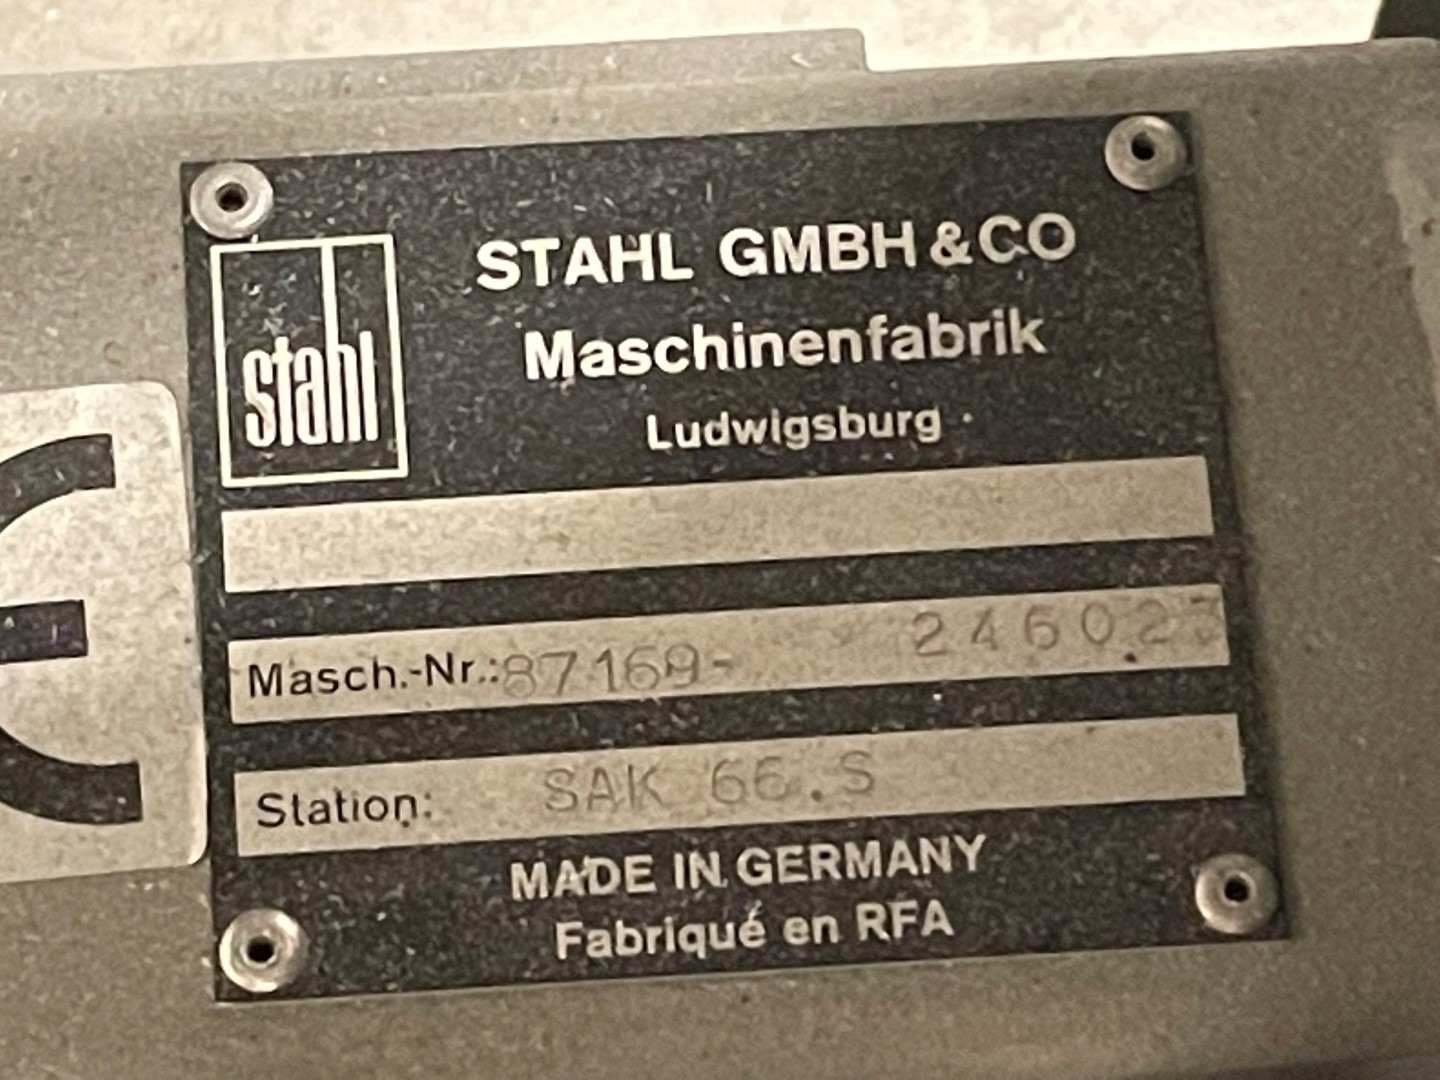 STAHL GMBH & CO
stahl
Maschinenfabrik
Ludwigsburg
Masch.-Nr.: 87169- 246023
Station: SAK 66.S
MADE IN GERMANY
Fabriqué en RFA
CE